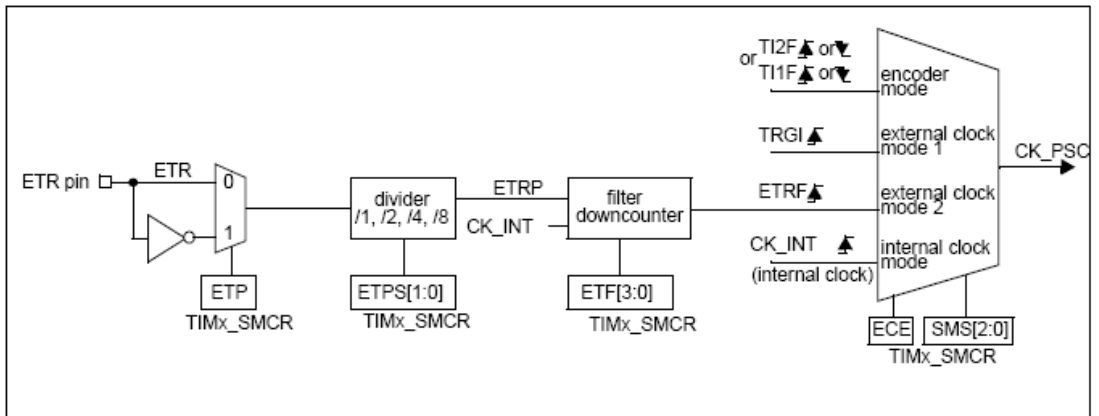 ETR pin
ETR
0
1
ETP
TIMx_SMCR
divider
/1, /2, /4, /8
ETPS[1:0]
TIMx_SMCR
ETRP
CK_INT
filter
downcounter
ETF[3:0]
TIMx_SMCR
TI2F or
or TI1F or
encoder
mode
TRGI
external clock
mode 1
ETRF
external clock
mode 2
CK_INT
(internal clock)
internal clock
mode
CK_PSC
ECE
SMS[2:0]
TIMx_SMCR